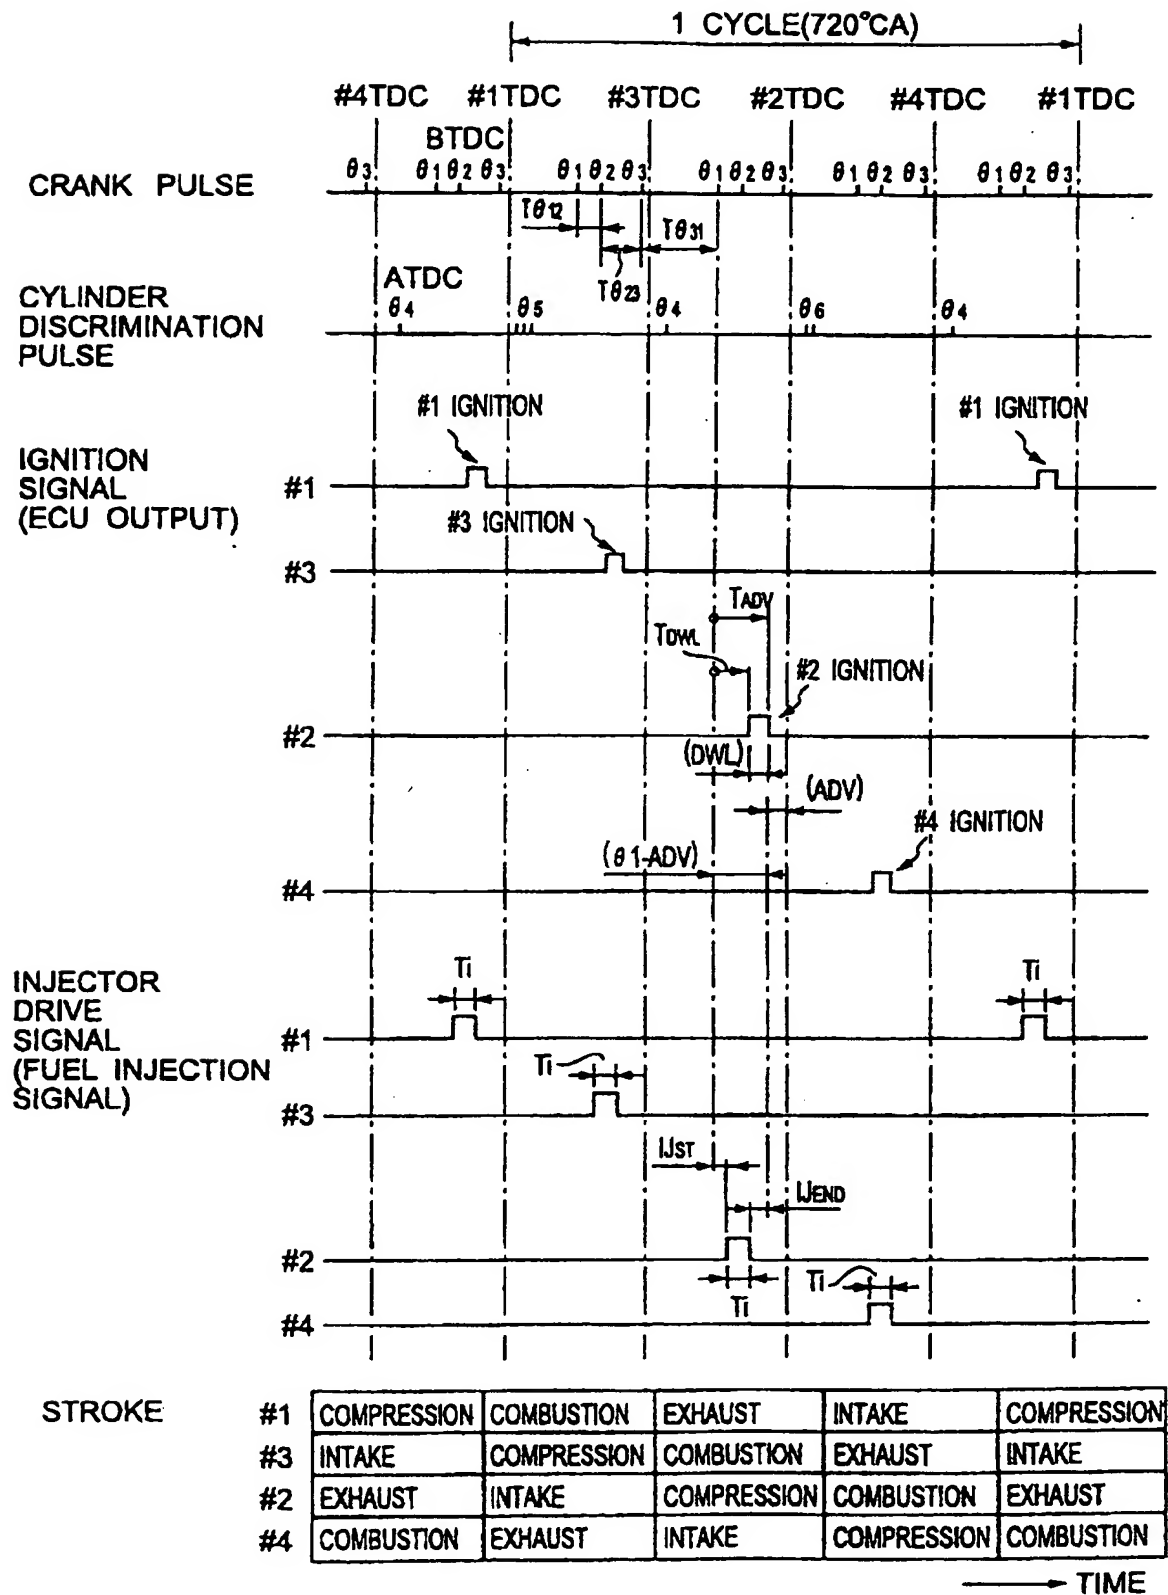 1 CYCLE(720°CA)
#4TDC #1TDC #3TDC #2TDC #4TDC #1TDC
BTDC
CRANK PULSE
θ3 θ1 θ2 θ3 θ1 θ2 θ3 θ1 θ2 θ3 θ1 θ2 θ3 θ1 θ2 θ3
Tθ12 Tθ31
Tθ23
ATDC
CYLINDER
DISCRIMINATION
PULSE
θ4 θ5 θ4 θ6 θ4
#1 IGNITION #1 IGNITION
IGNITION
SIGNAL
(ECU OUTPUT)
#1
#3 IGNITION
#3
TADV
TDWL
#2 IGNITION
#2
(DWL)
(ADV)
#4 IGNITION
(θ1-ADV)
#4
INJECTOR
DRIVE
SIGNAL
(FUEL INJECTION
SIGNAL)
Ti Ti
#1
Ti
#3
IJST
IJEND
#2
Ti Ti
#4
STROKE
#1 COMPRESSION COMBUSTION EXHAUST INTAKE COMPRESSION
#3 INTAKE COMPRESSION COMBUSTION EXHAUST INTAKE
#2 EXHAUST INTAKE COMPRESSION COMBUSTION EXHAUST
#4 COMBUSTION EXHAUST INTAKE COMPRESSION COMBUSTION
TIME